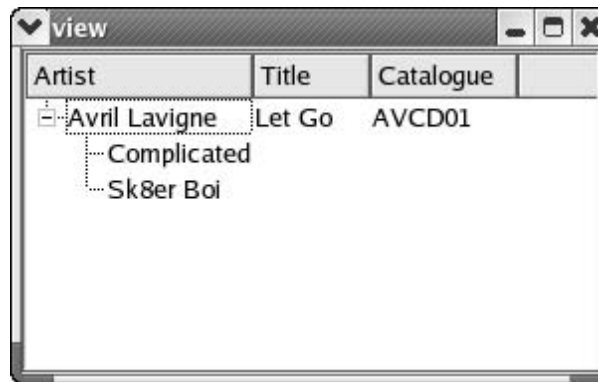 view
Artist Title Catalogue
Avril Lavigne Let Go AVCD01
Complicated
Sk8er Boi